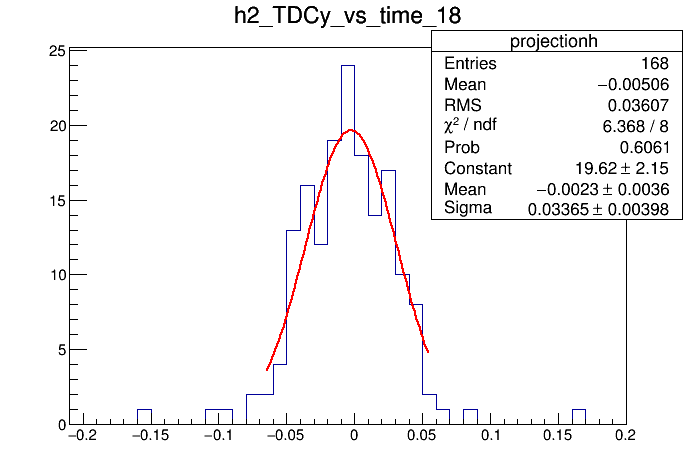 h2_TDCy_vs_time_18
projectionh
Entries 168
Mean −0.00506
RMS 0.03607
χ² / ndf 6.368 / 8
Prob 0.6061
Constant 19.62 ± 2.15
Mean −0.0023 ± 0.0036
Sigma 0.03365 ± 0.00398
25
20
15
10
5
0
−0.2 −0.15 −0.1 −0.05 0 0.05 0.1 0.15 0.2